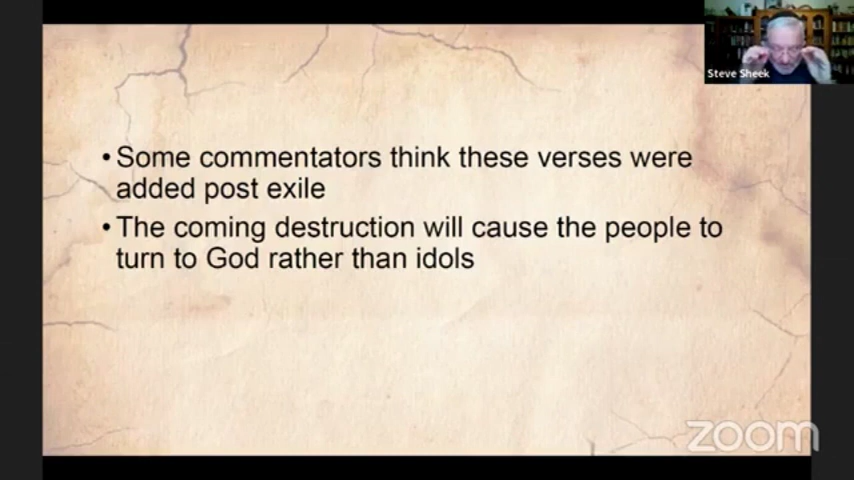 Steve Sheek
• Some commentators think these verses were
added post exile
• The coming destruction will cause the people to
turn to God rather than idols
zoom